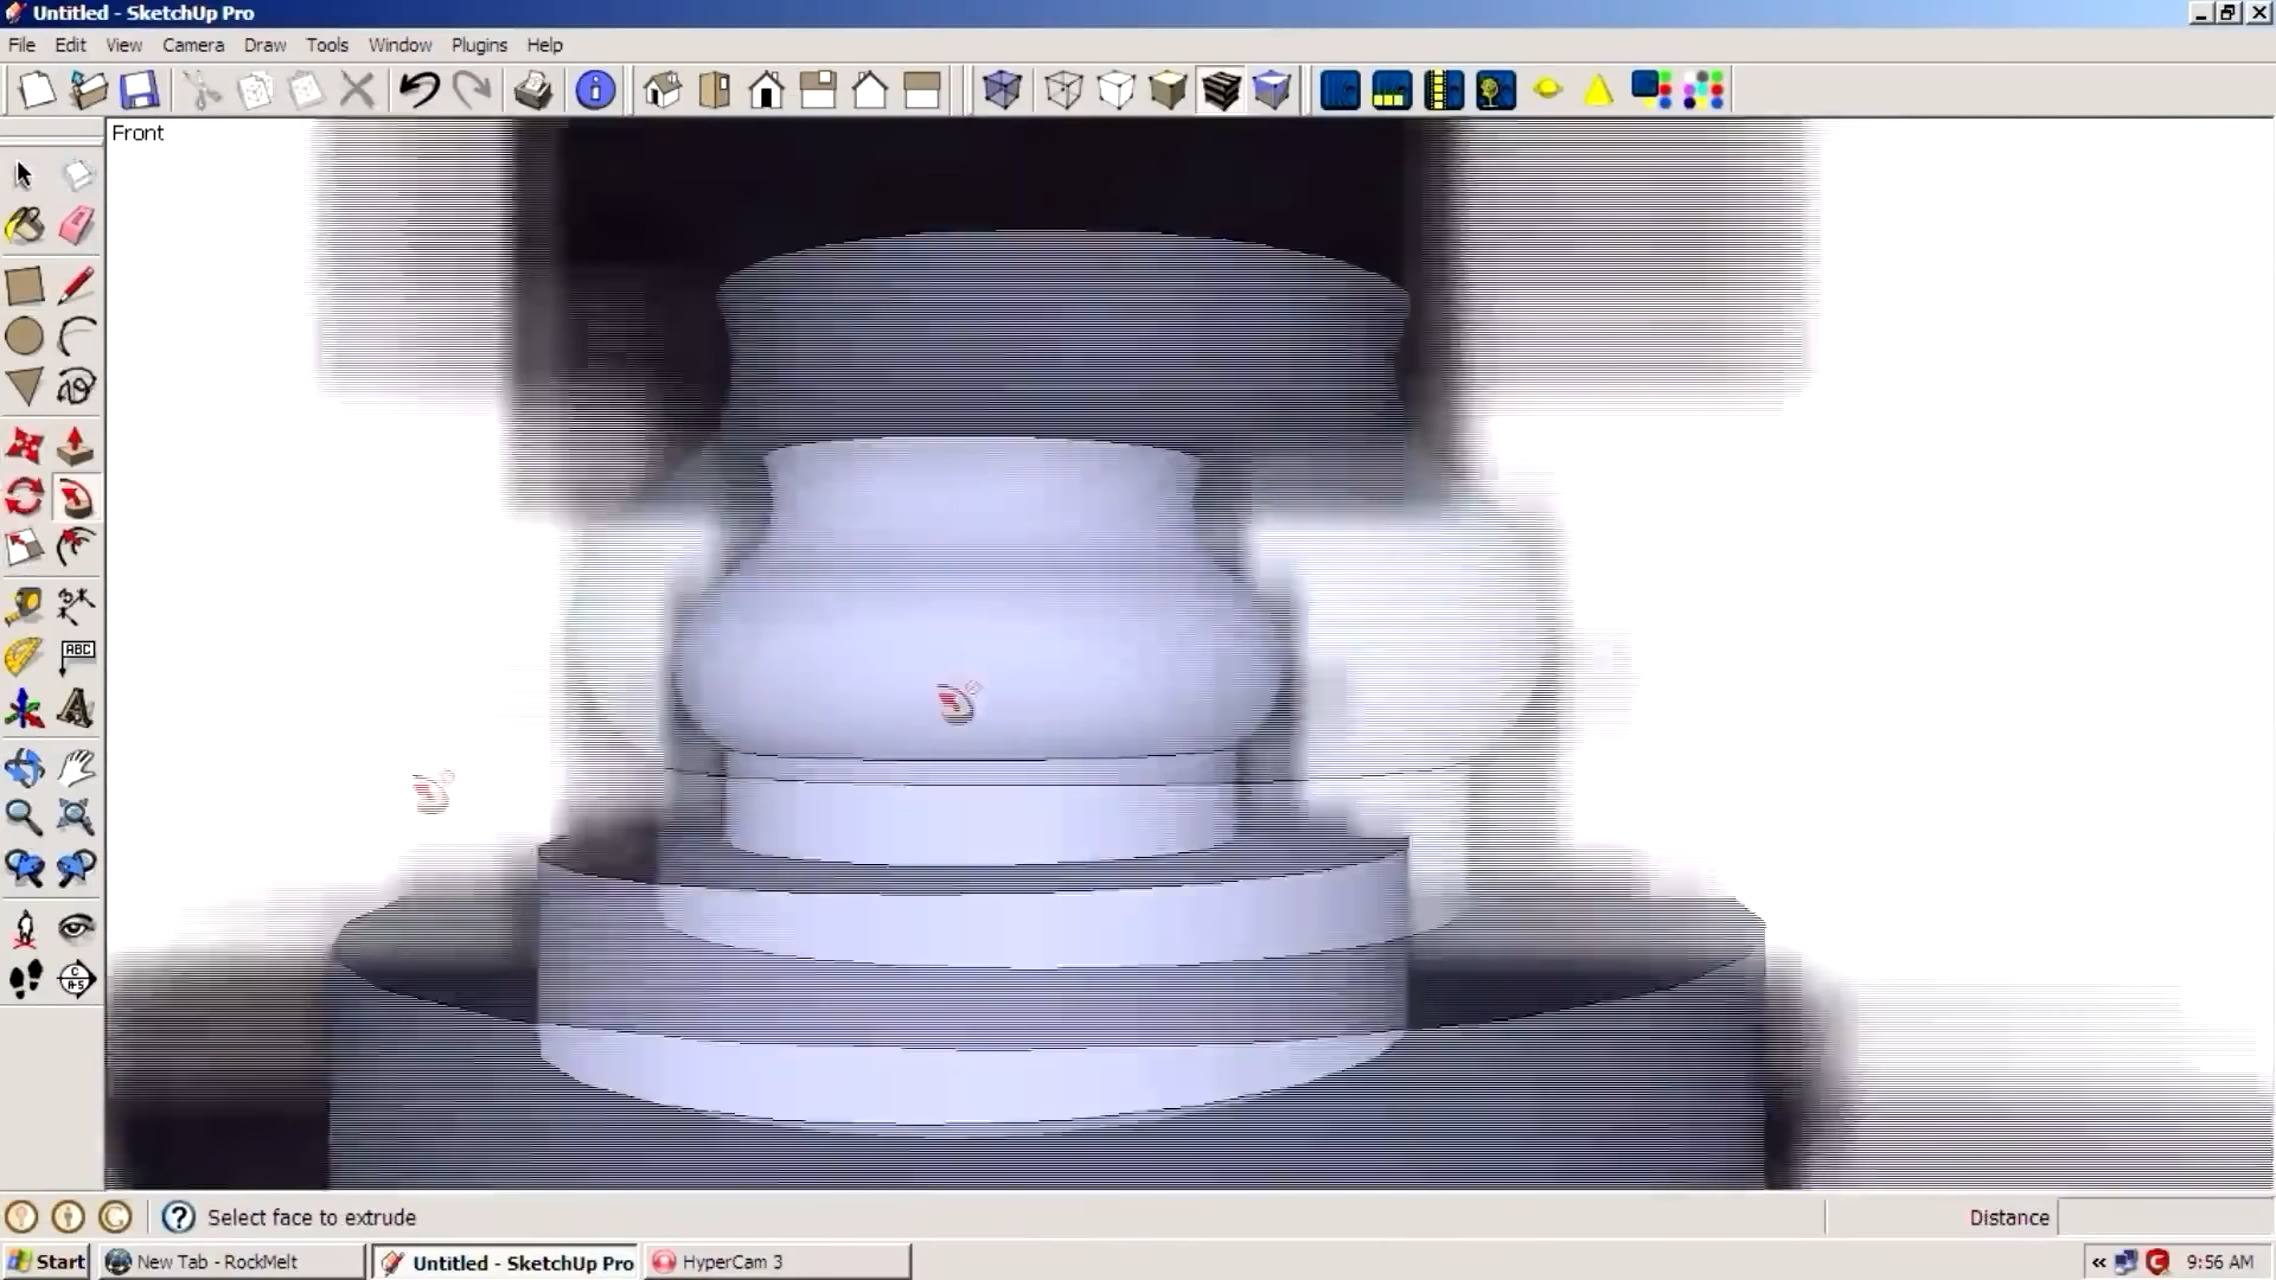 Untitled - SketchUp Pro
File Edit View Camera Draw Tools Window Plugins Help
Front
ABC
A
C
A-5
Select face to extrude
Distance
Start New Tab - RockMelt Untitled - SketchUp Pro HyperCam 3 9:56 AM